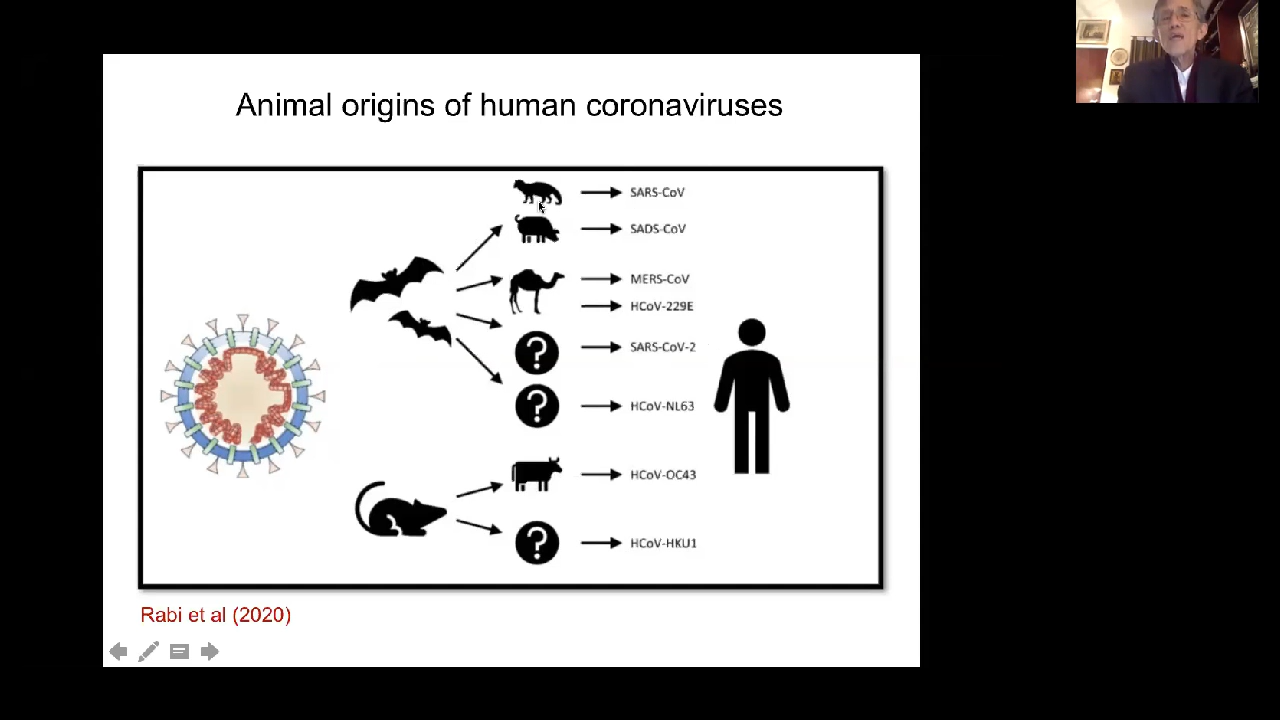 Animal origins of human coronaviruses
SARS-CoV
SADS-CoV
MERS-CoV
HCoV-229E
?
SARS-CoV-2
?
HCoV-NL63
HCoV-OC43
?
HCoV-HKU1
Rabi et al (2020)